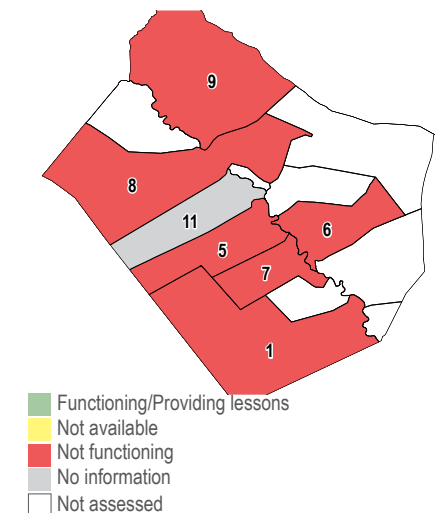 9
8
11
6
5
7
1
Functioning/Providing lessons
Not available
Not functioning
No information
Not assessed